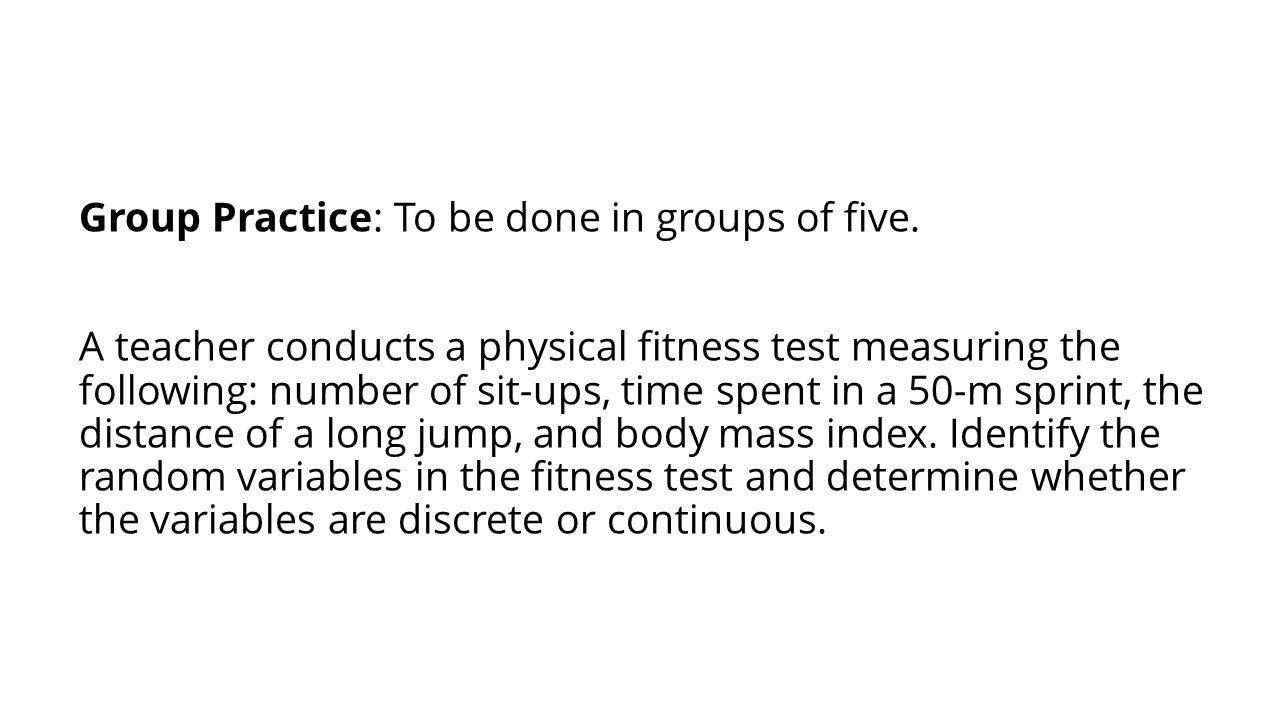 Group Practice: To be done in groups of five.
A teacher conducts a physical fitness test measuring the
following: number of sit-ups, time spent in a 50-m sprint, the
distance of a long jump, and body mass index. Identify the
random variables in the fitness test and determine whether
the variables are discrete or continuous.